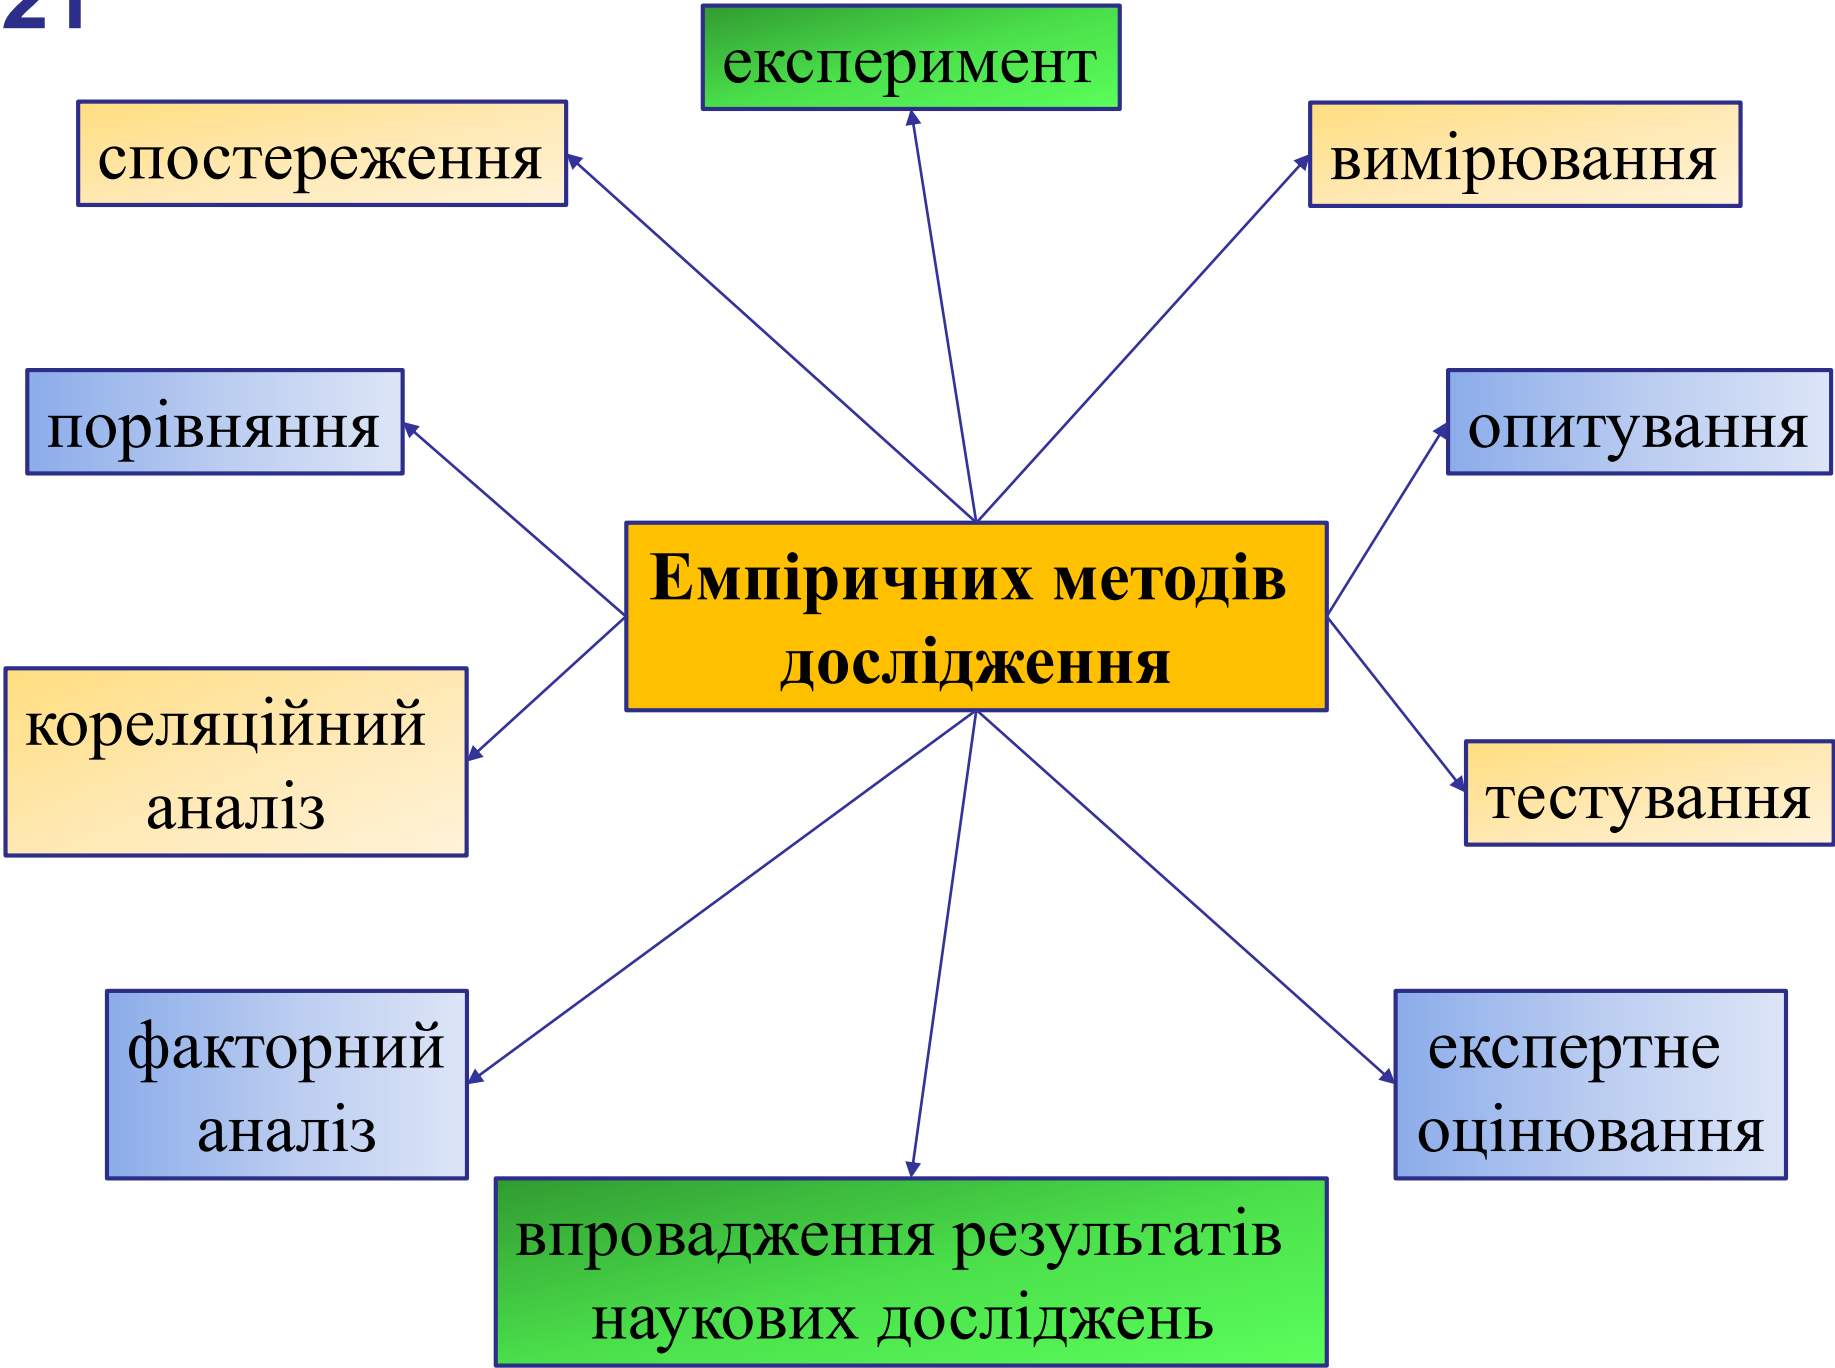 21
експеримент
спостереження
вимірювання
порівняння
опитування
Емпіричних методів
дослідження
кореляційний
аналіз
тестування
факторний
аналіз
експертне
оцінювання
впровадження результатів
наукових досліджень